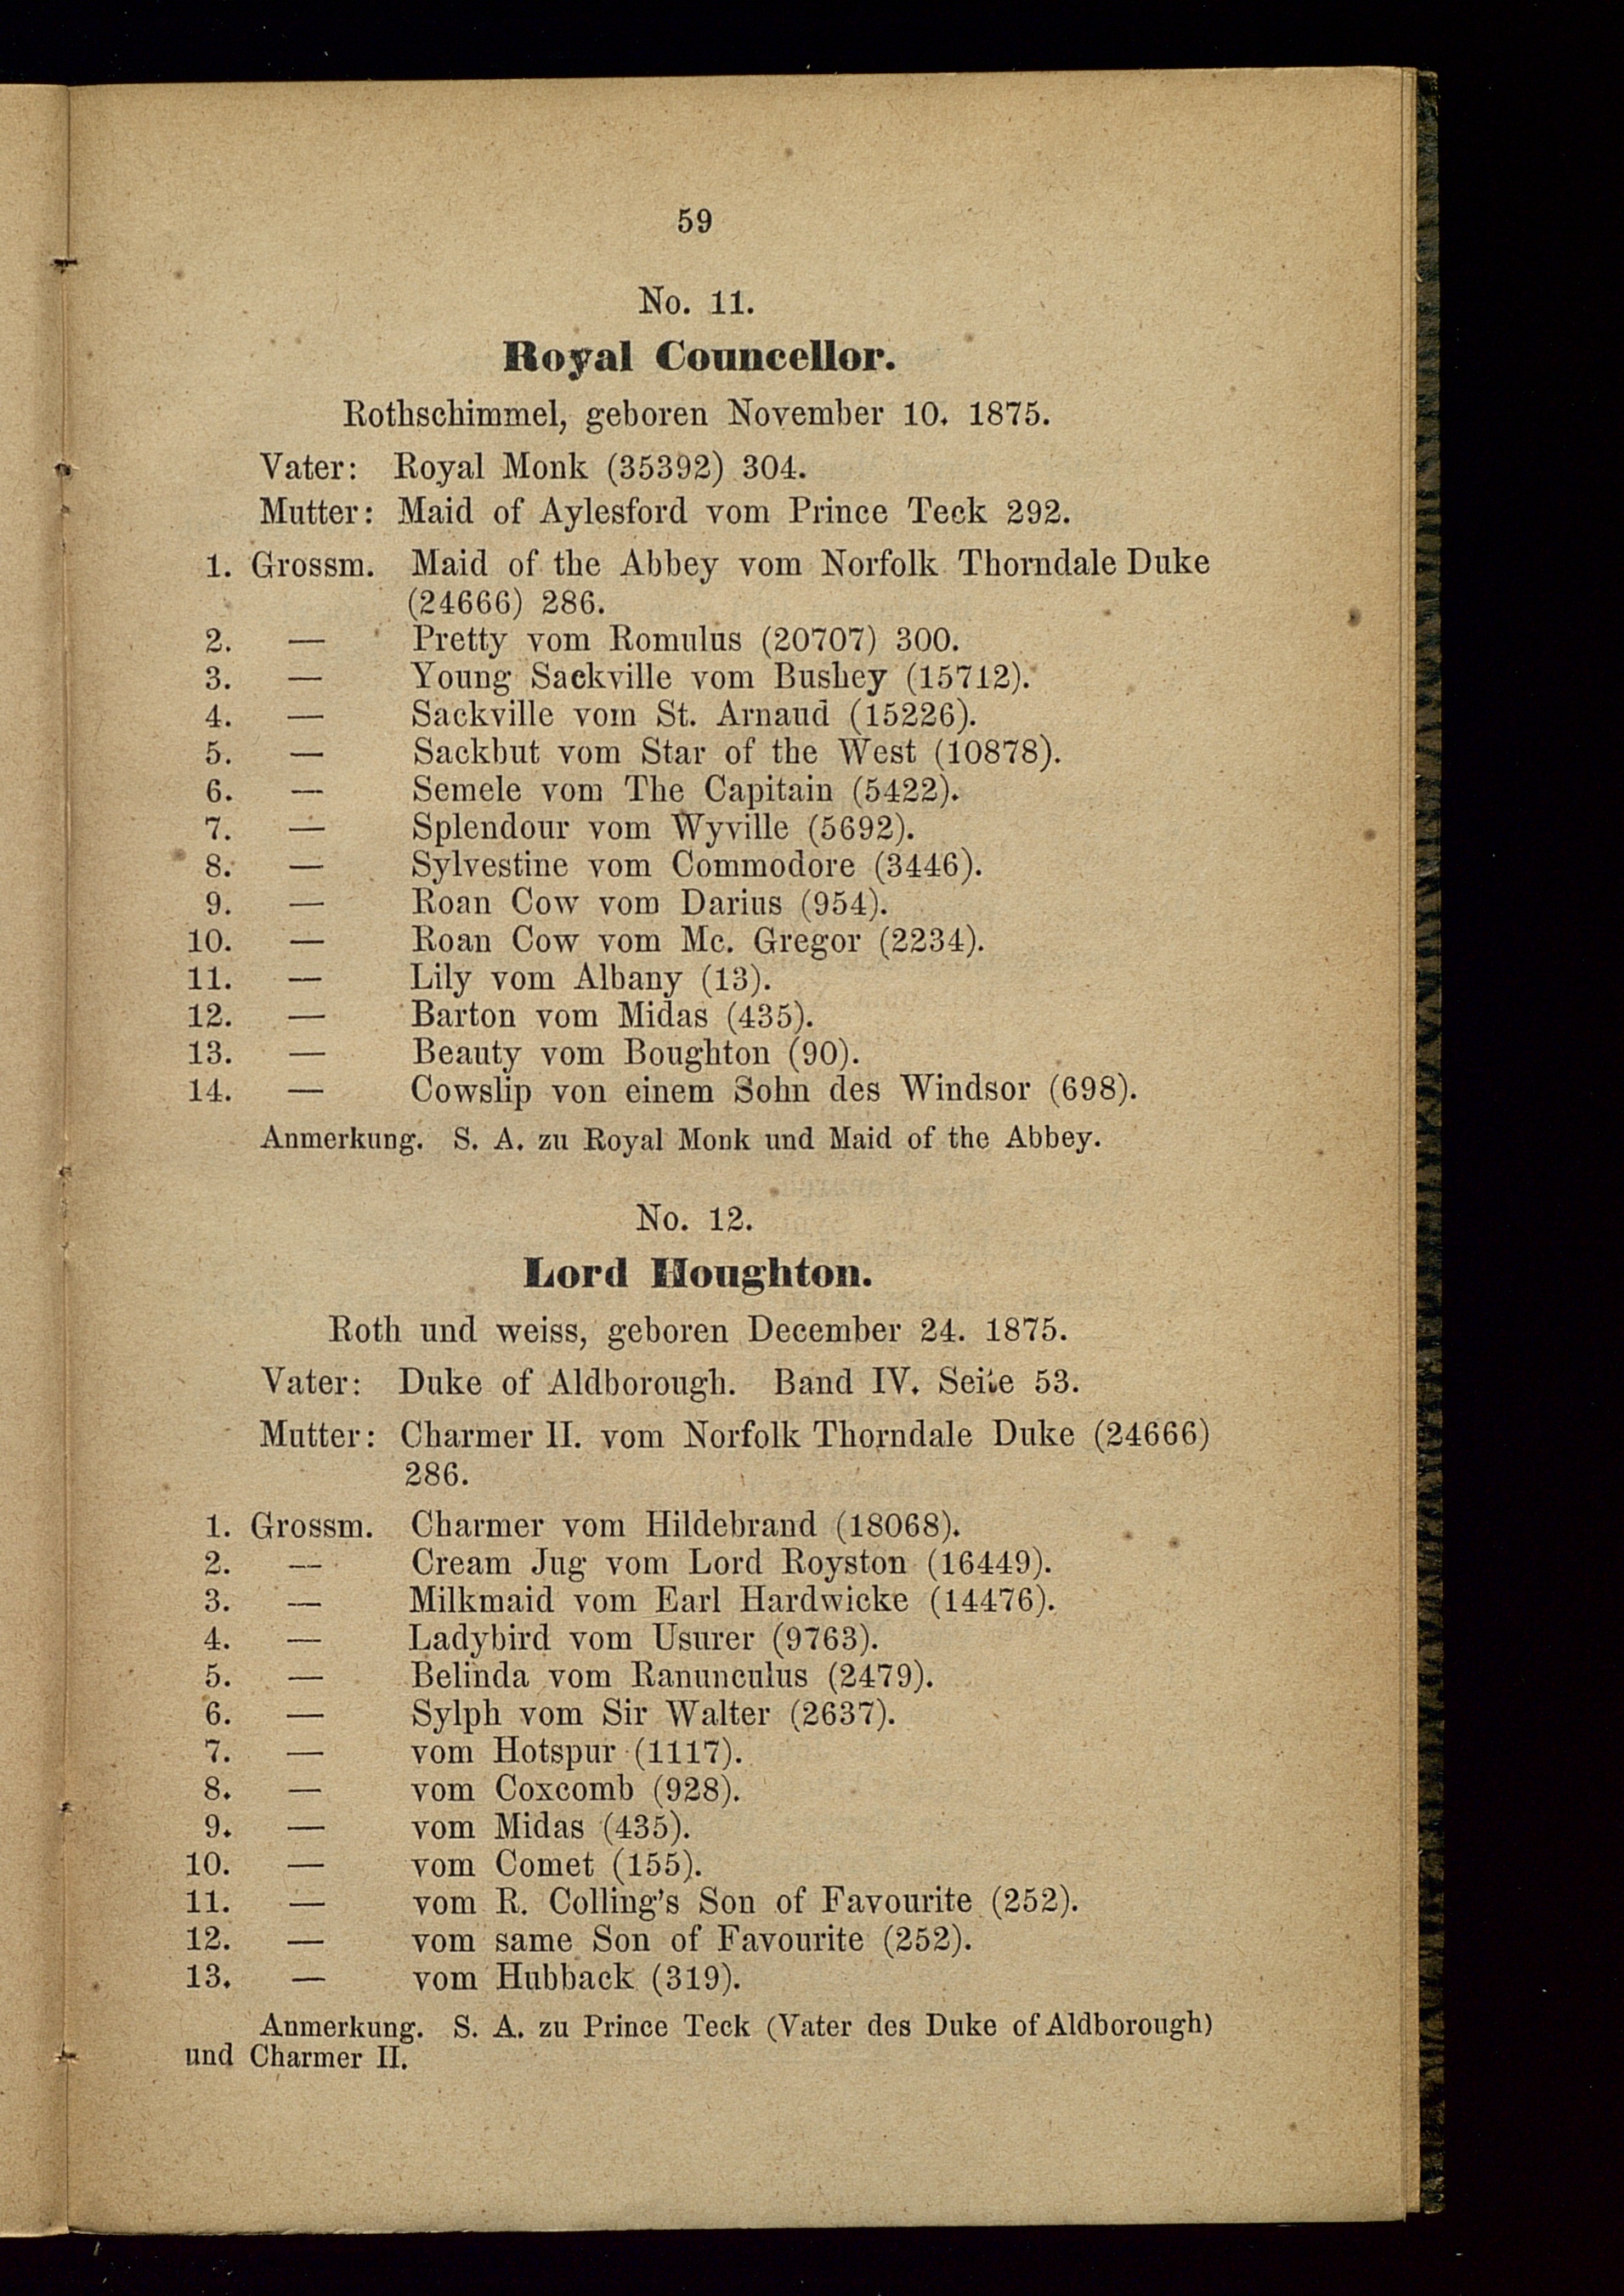 59
No. 11.
Royal Councellor.
Rothschimmel, geboren November 10. 1875.
Vater: Royal Monk (35392) 304.
Mutter: Maid of Aylesford vom Prince Teck 292.
1. Grossm. Maid of the Abbey vom Norfolk Thorndale Duke
(24666) 286.
2. — Pretty vom Romulus (20707) 300.
3. — Young Sackville vom Bushey (15712).
4. — Sackville vom St. Arnaud (15226).
5. — Sackbut vom Star of the West (10878).
6. — Semele vom The Capitain (5422).
7. — Splendour vom Wyville (5692).
8. — Sylvestine vom Commodore (3446).
9. — Roan Cow vom Darius (954).
10. — Roan Cow vom Mc. Gregor (2234).
11. — Lily vom Albany (13).
12. — Barton vom Midas (435).
13. — Beauty vom Boughton (90).
14. — Cowslip von einem Sohn des Windsor (698).
Anmerkung. S. A. zu Royal Monk und Maid of the Abbey.
No. 12.
Lord Houghton.
Roth und weiss, geboren December 24. 1875.
Vater: Duke of Aldborough. Band IV. Seite 53.
Mutter: Charmer II. vom Norfolk Thorndale Duke (24666)
286.
1. Grossm. Charmer vom Hildebrand (18068).
2. — Cream Jug vom Lord Royston (16449).
3. — Milkmaid vom Earl Hardwicke (14476).
4. — Ladybird vom Usurer (9763).
5. — Belinda vom Ranunculus (2479).
6. — Sylph vom Sir Walter (2637).
7. — vom Hotspur (1117).
8. — vom Coxcomb (928).
9. — vom Midas (435).
10. — vom Comet (155).
11. — vom R. Colling's Son of Favourite (252).
12. — vom same Son of Favourite (252).
13. — vom Hubback (319).
Anmerkung. S. A. zu Prince Teck (Vater des Duke of Aldborough)
und Charmer II.